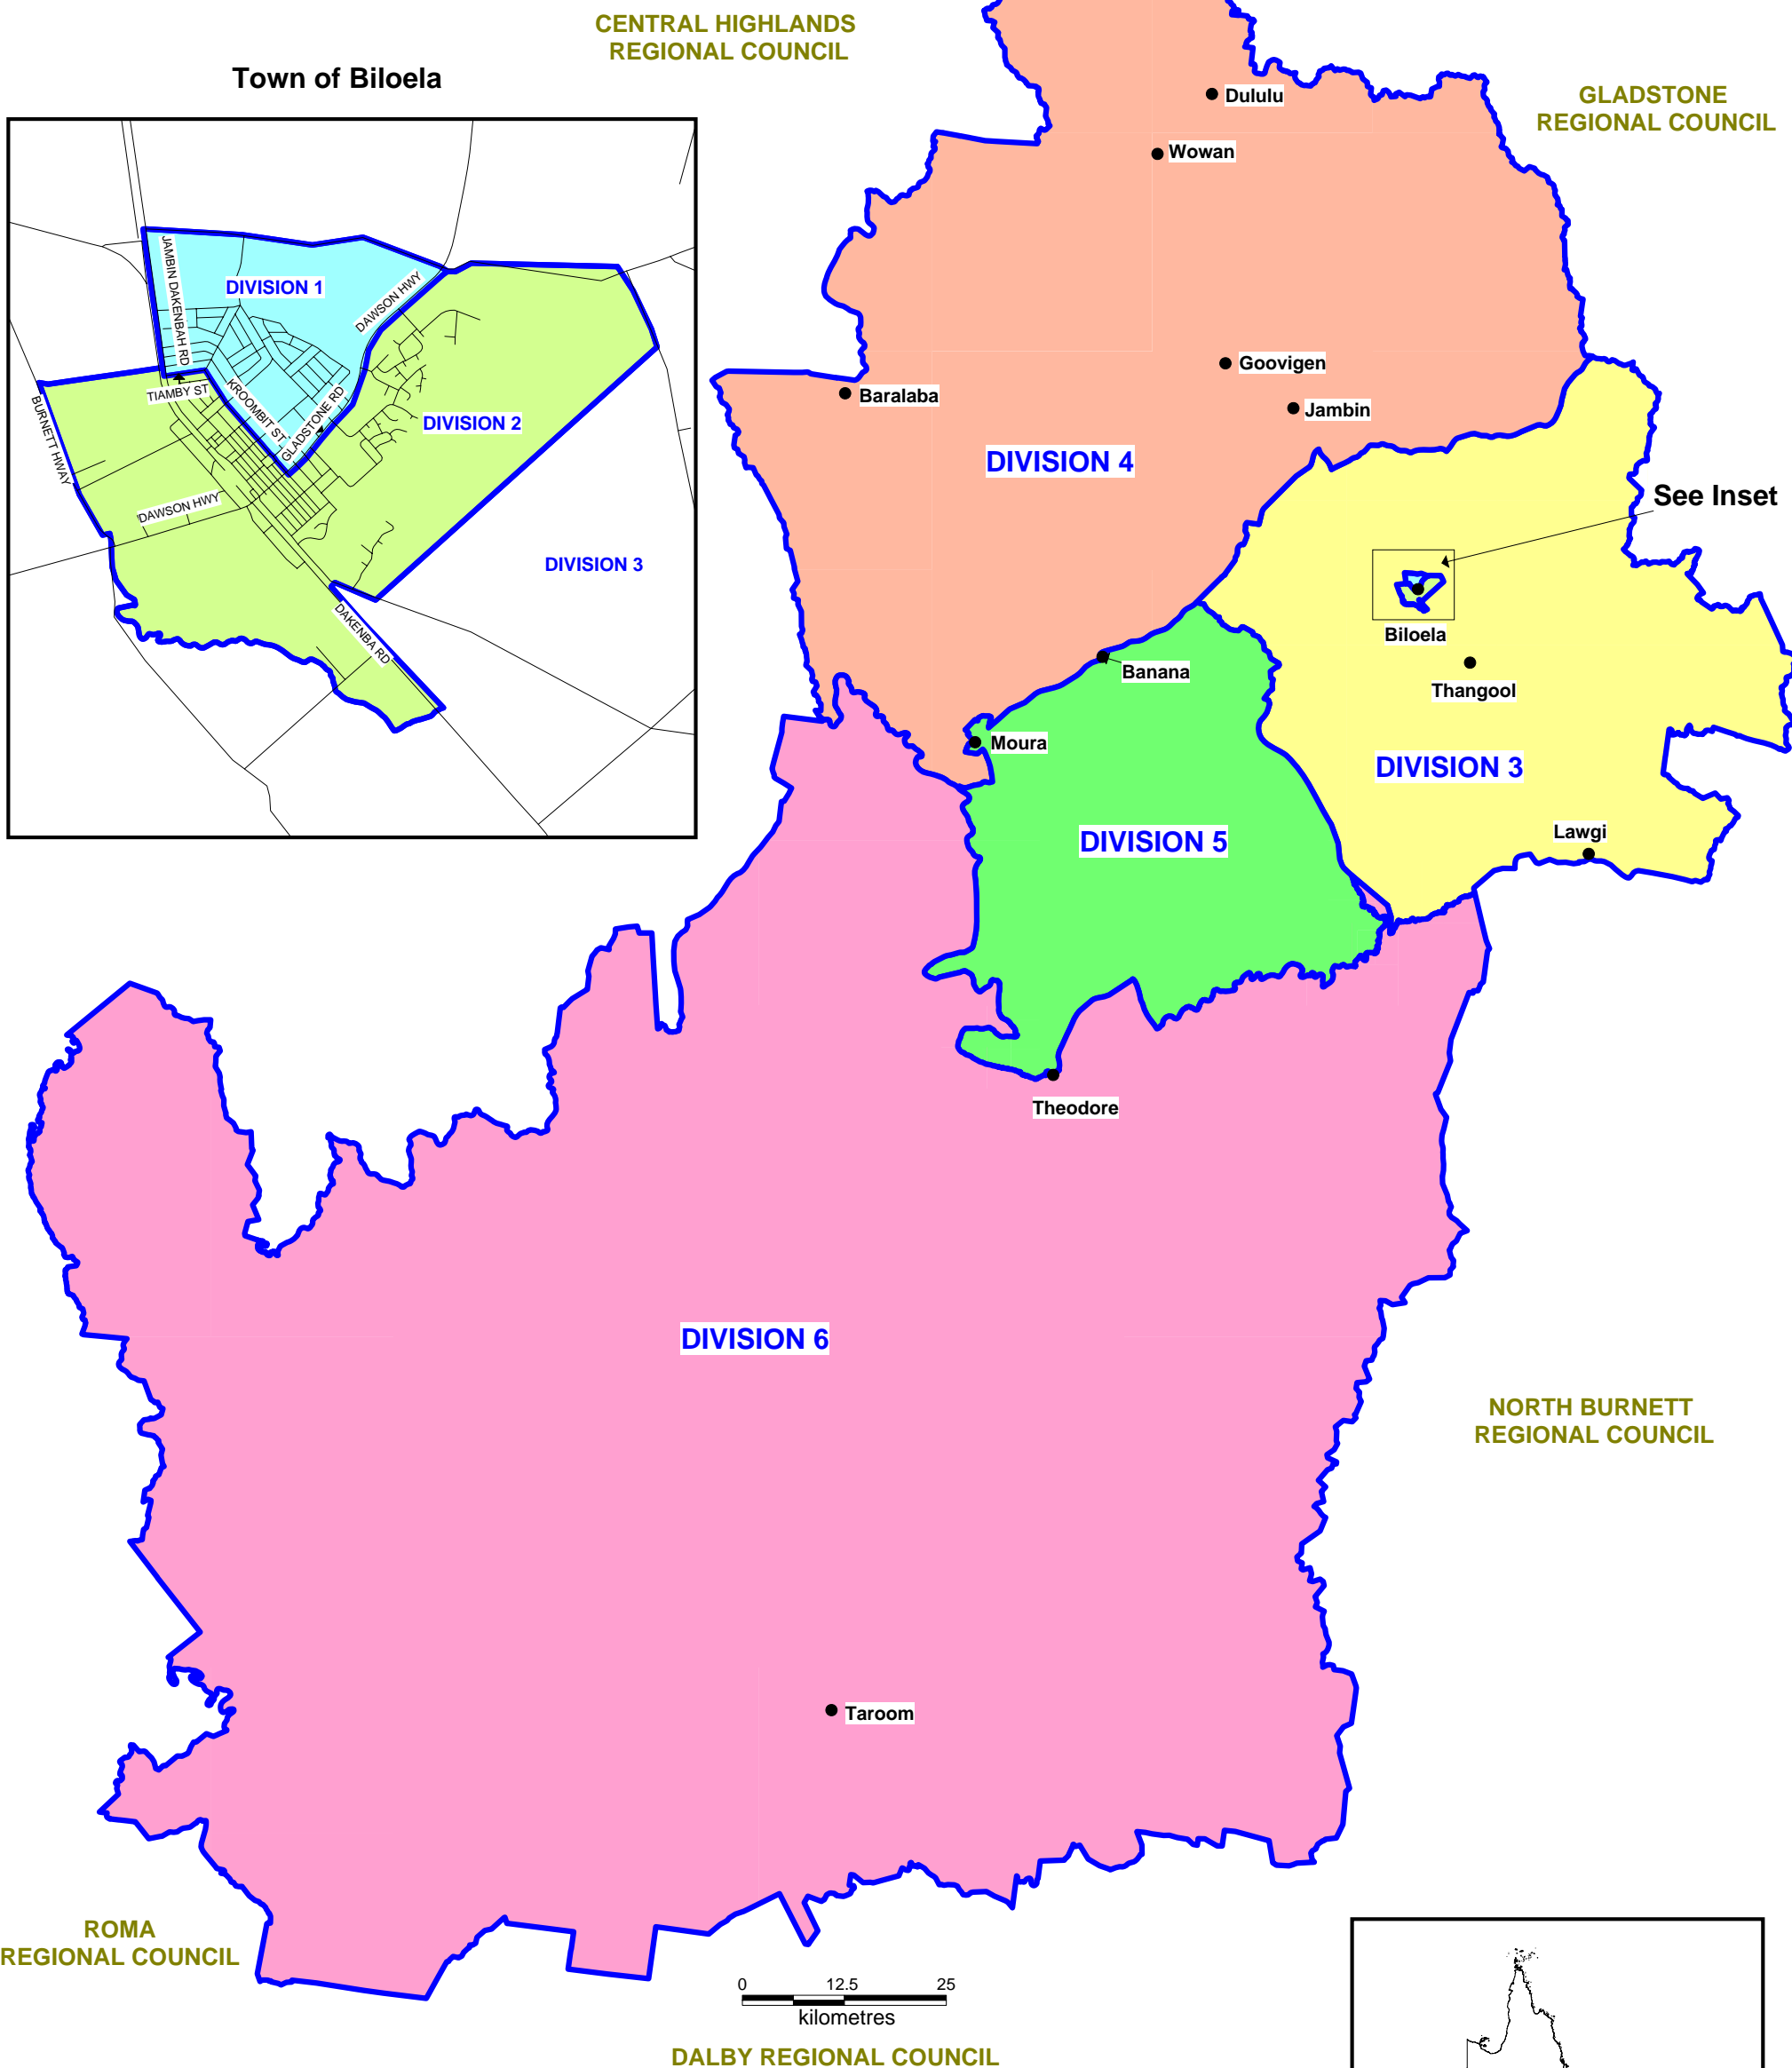 CENTRAL HIGHLANDS
REGIONAL COUNCIL
Town of Biloela
GLADSTONE
REGIONAL COUNCIL
Dululu
Wowan
JAMBIN DAKENBAH RD
DIVISION 1
DAWSON HWY
TIAMBY ST
KROOMBIT ST
GLADSTONE RD
DIVISION 2
BURNETT HWAY
DAWSON HWY
DIVISION 3
DAKENBA RD
Goovigen
Baralaba
Jambin
DIVISION 4
See Inset
Biloela
Banana
Thangool
Moura
DIVISION 3
DIVISION 5
Lawgi
Theodore
DIVISION 6
NORTH BURNETT
REGIONAL COUNCIL
Taroom
ROMA
REGIONAL COUNCIL
0 12.5 25
kilometres
DALBY REGIONAL COUNCIL